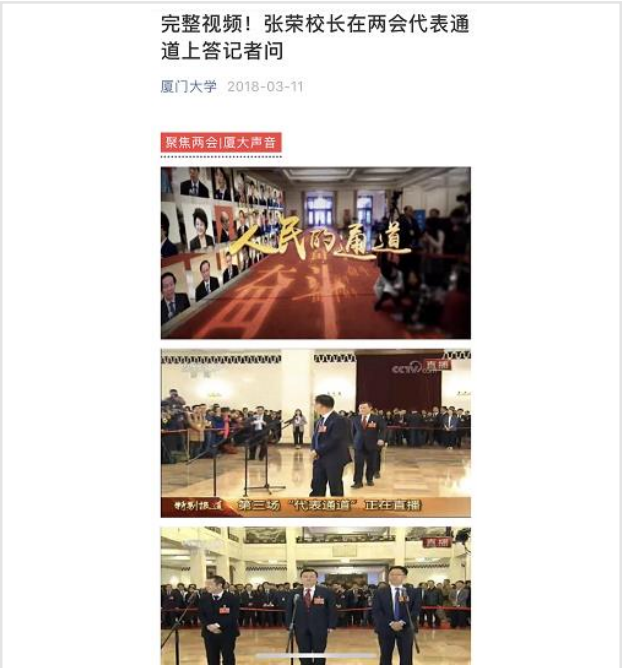 完整视频！张荣校长在两会代表通
道上答记者问
厦门大学 2018-03-11
聚焦两会|厦大声音
人民的通道
奋斗
CCTV 直播
特别报道 第三场“代表通道”正在直播
直播